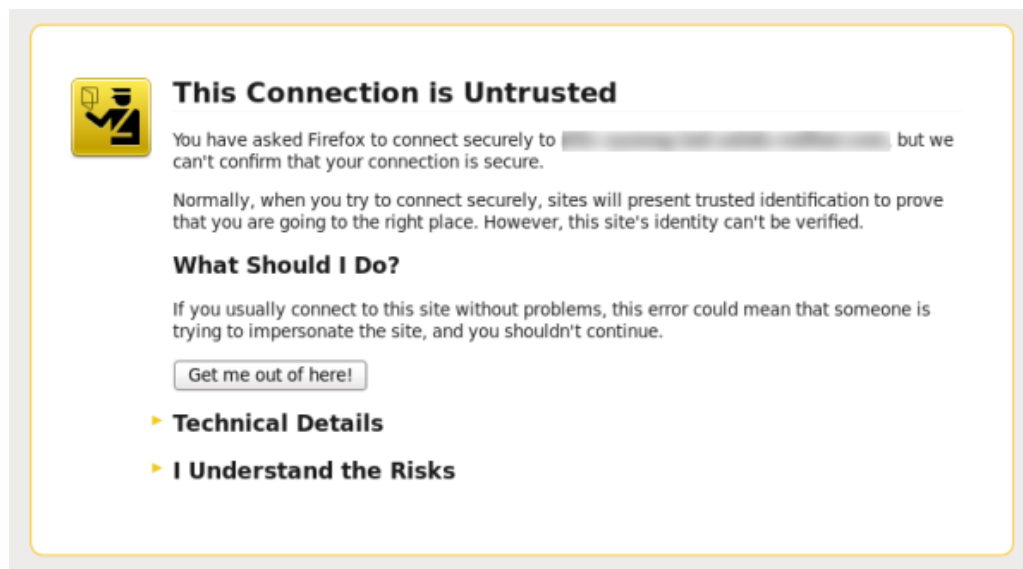 This Connection is Untrusted
You have asked Firefox to connect securely to , but we
can't confirm that your connection is secure.
Normally, when you try to connect securely, sites will present trusted identification to prove
that you are going to the right place. However, this site's identity can't be verified.
What Should I Do?
If you usually connect to this site without problems, this error could mean that someone is
trying to impersonate the site, and you shouldn't continue.
Get me out of here!
Technical Details
I Understand the Risks